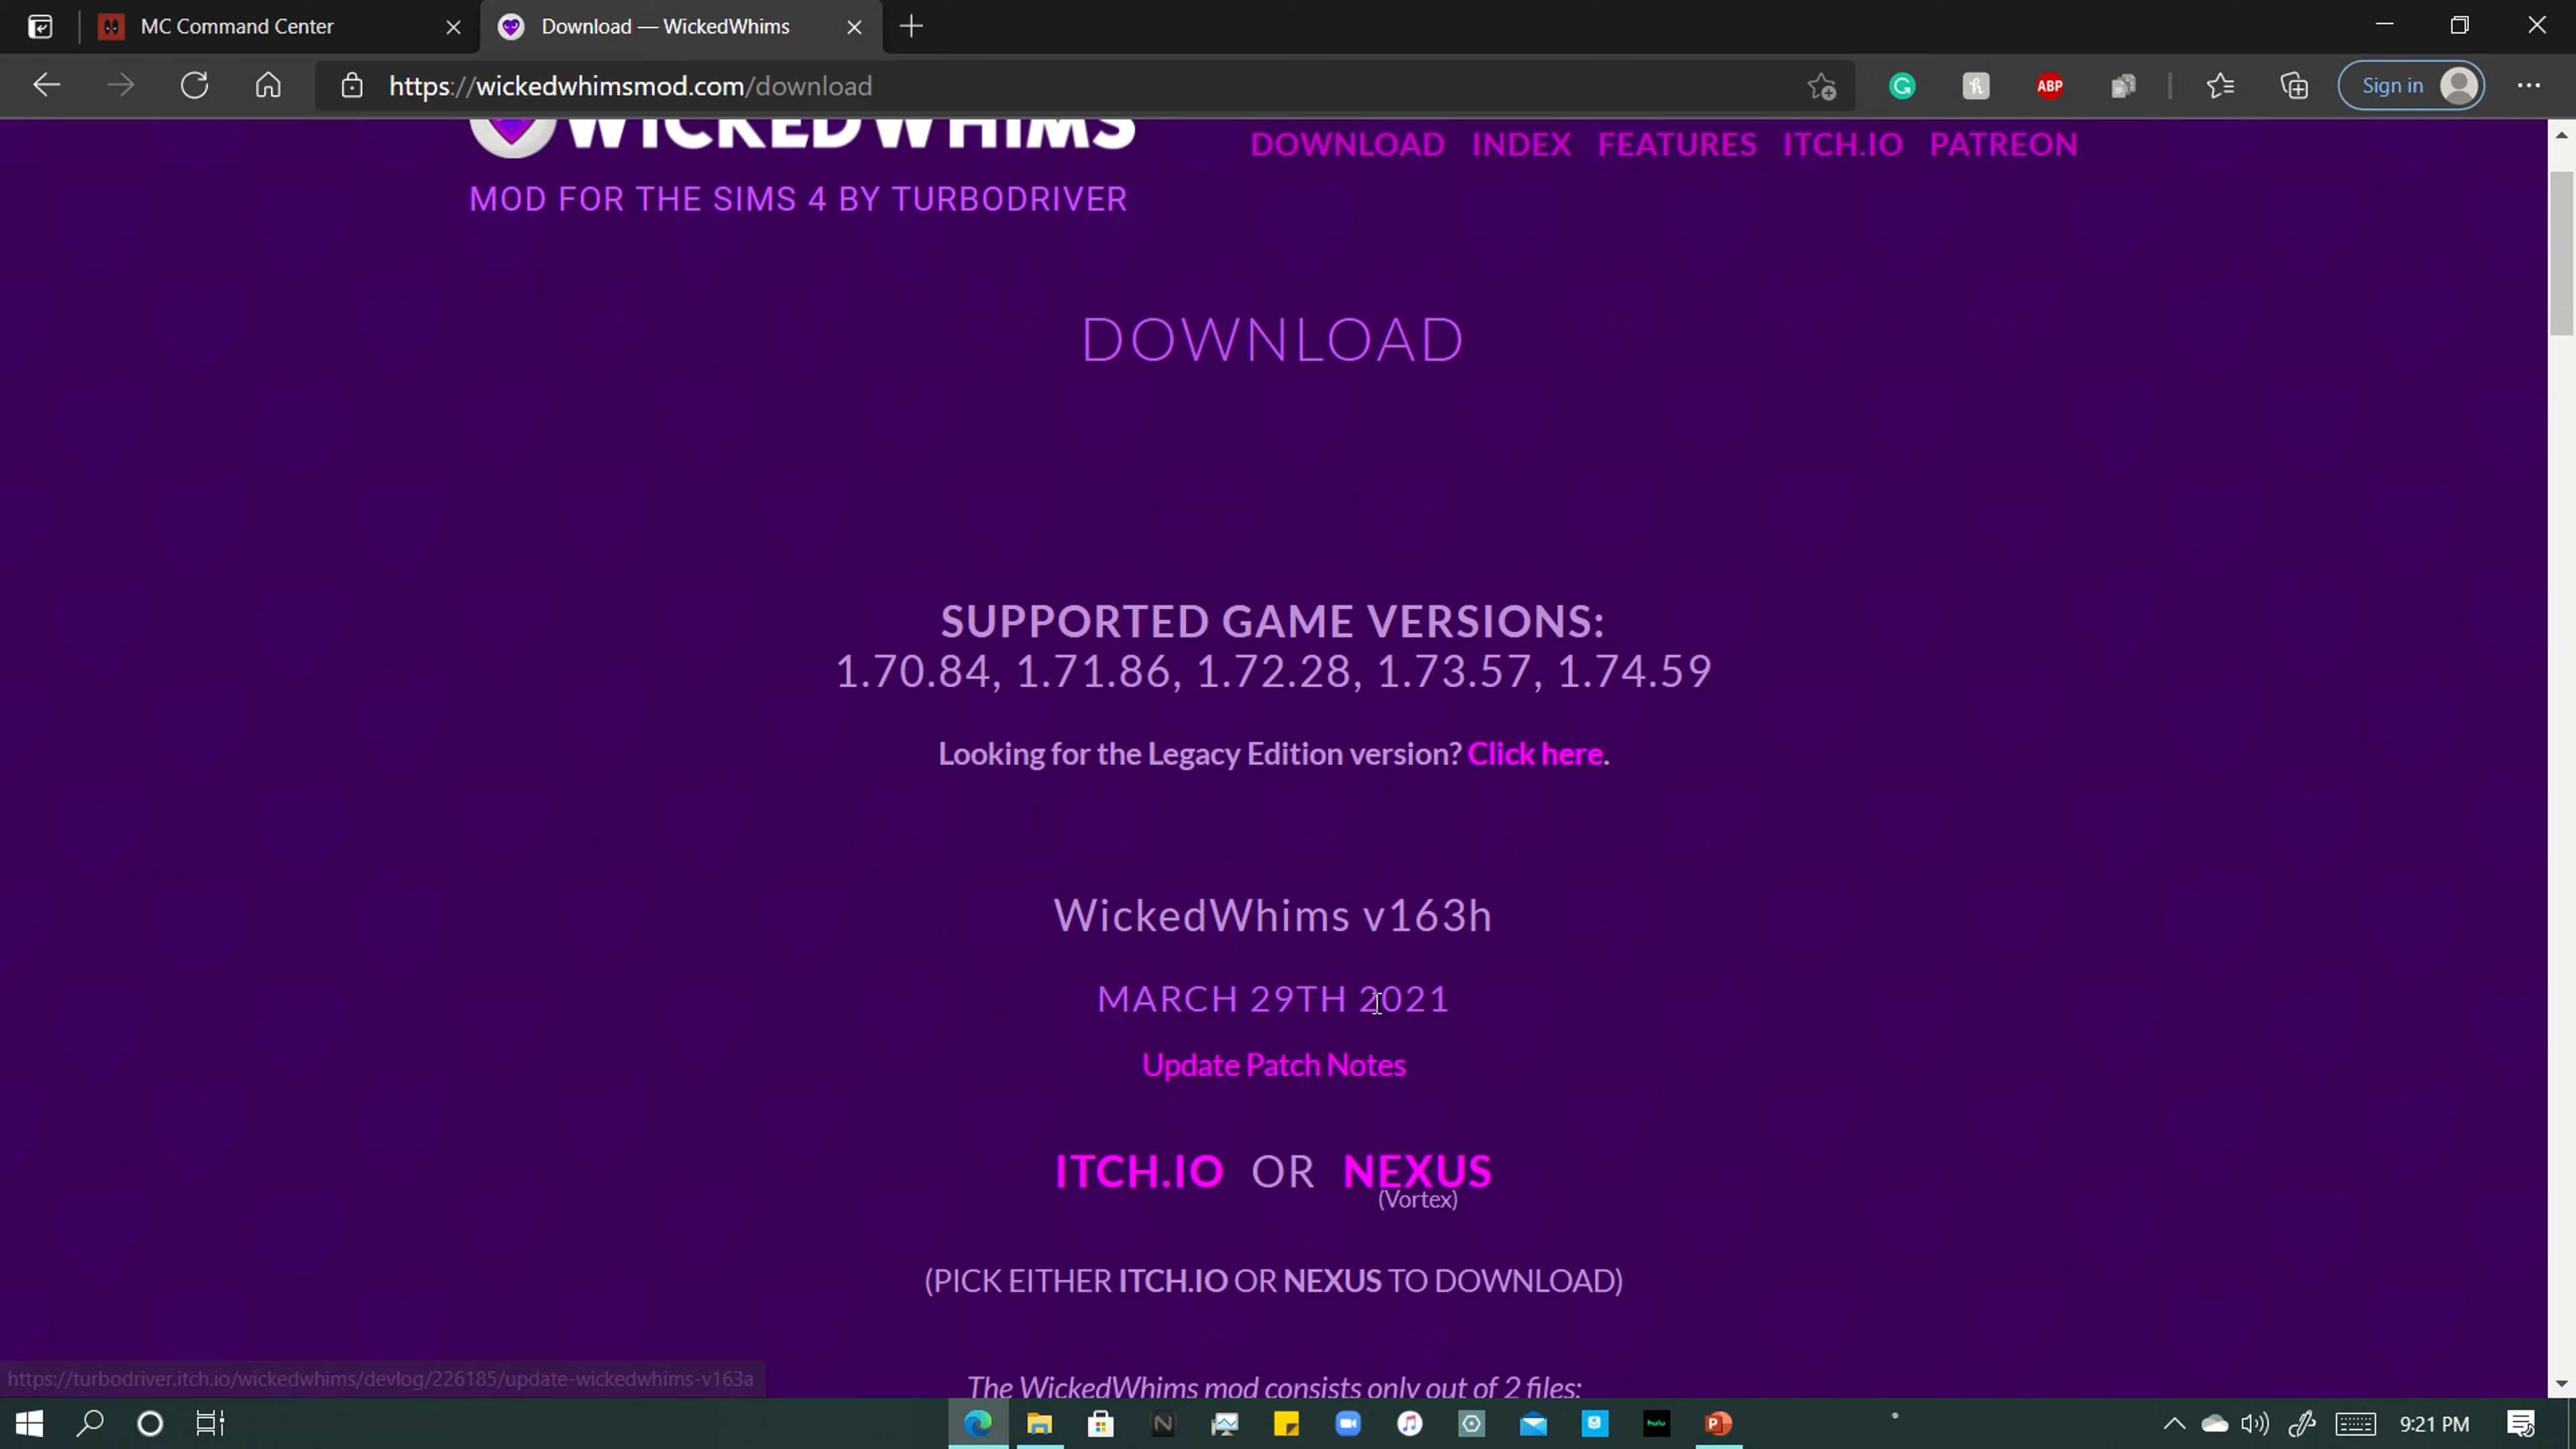 MC Command Center
Download — WickedWhims
https://wickedwhimsmod.com/download
ABP
Sign in
WICKEDWHIMS
DOWNLOAD INDEX FEATURES ITCH.IO PATREON
MOD FOR THE SIMS 4 BY TURBODRIVER
DOWNLOAD
SUPPORTED GAME VERSIONS:
1.70.84, 1.71.86, 1.72.28, 1.73.57, 1.74.59
Looking for the Legacy Edition version? Click here.
WickedWhims v163h
MARCH 29TH 2021
Update Patch Notes
ITCH.IO OR NEXUS
(Vortex)
(PICK EITHER ITCH.IO OR NEXUS TO DOWNLOAD)
The WickedWhims mod consists only out of 2 files:
https://turbodriver.itch.io/wickedwhims/devlog/226185/update-wickedwhims-v163a
hulu
9:21 PM